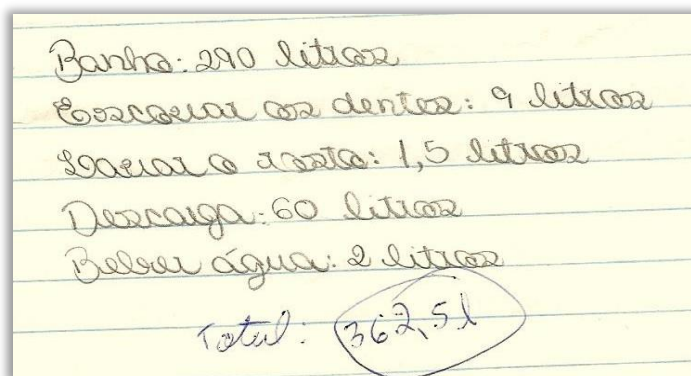 Banho: 290 litros
Escovar os dentes: 9 litros
Lavar o rosto: 1,5 litros
Descarga: 60 litros
Beber água: 2 litros
Total: 362,5 l